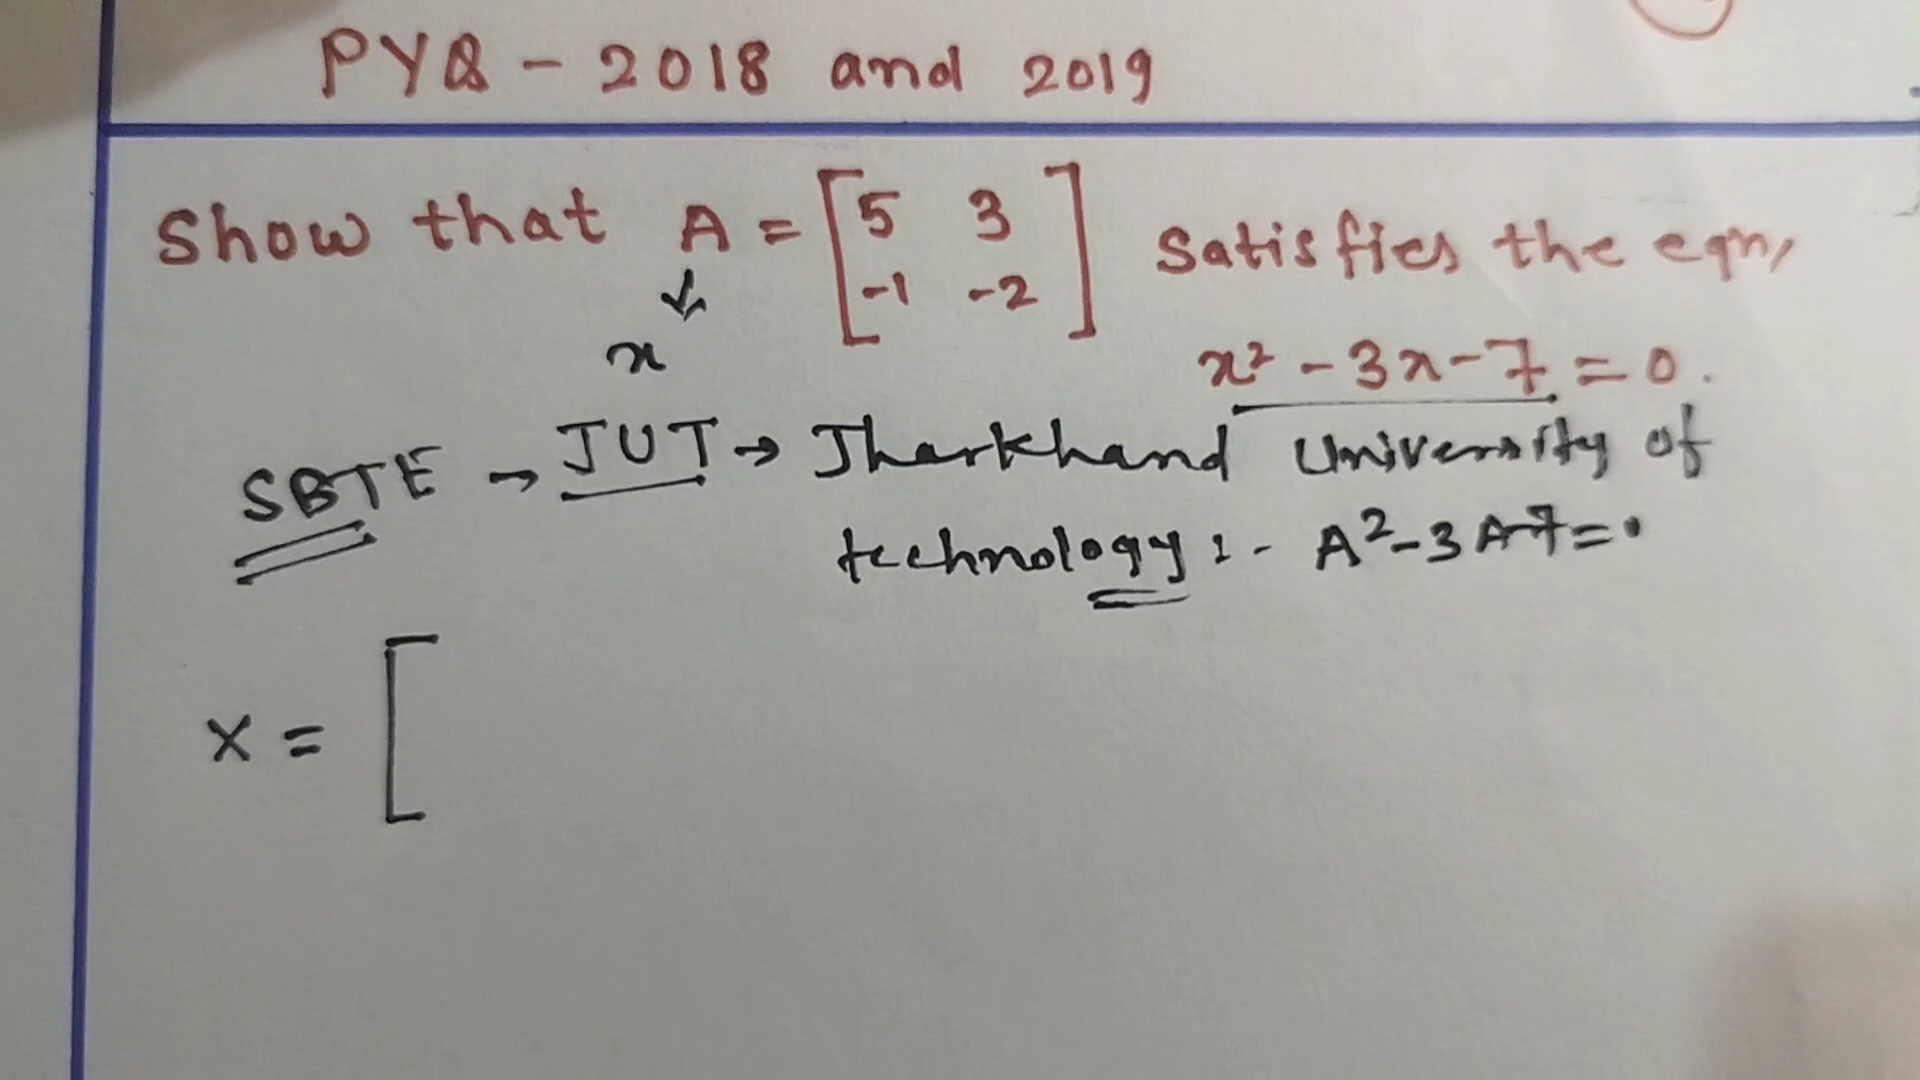 PYQ - 2018 and 2019
Show that A = [5 3
-1 -2] Satisfies the eqn,
x
x² - 3x - 7 = 0.
SBTE → JUT → Jharkhand University of
technology :- A² - 3A - 7 = 0
X = [